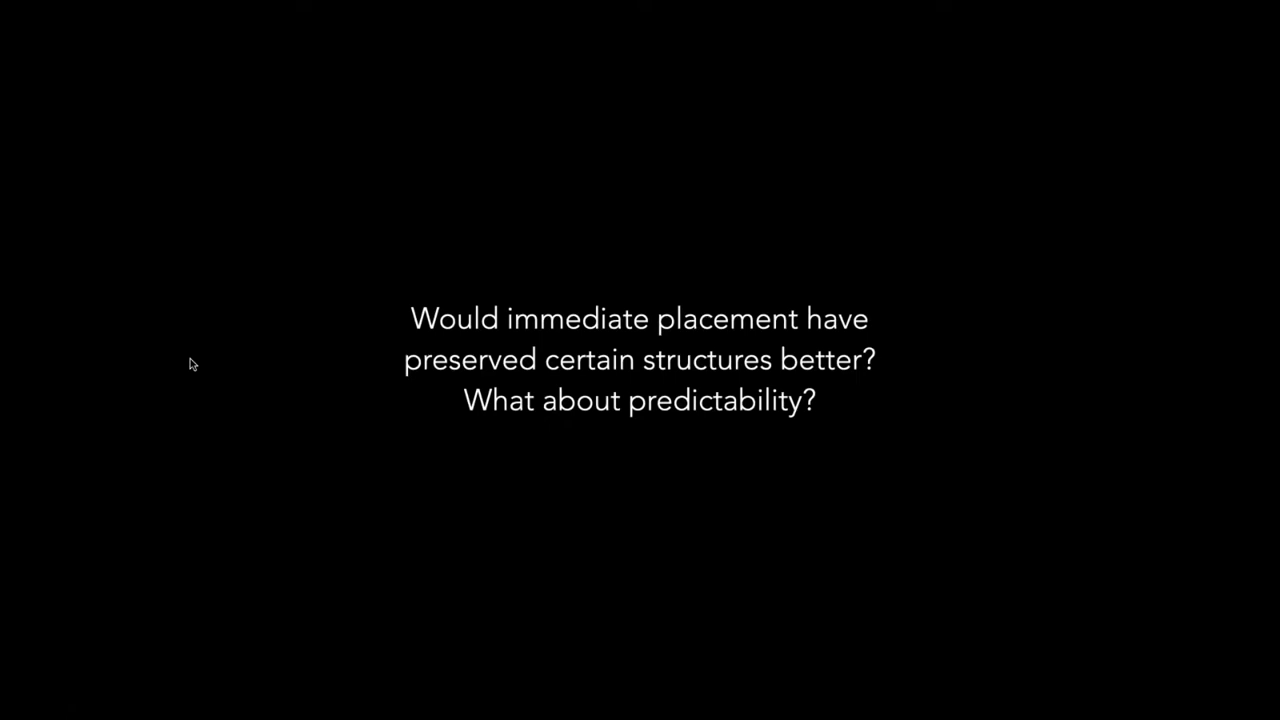 Would immediate placement have
preserved certain structures better?
What about predictability?